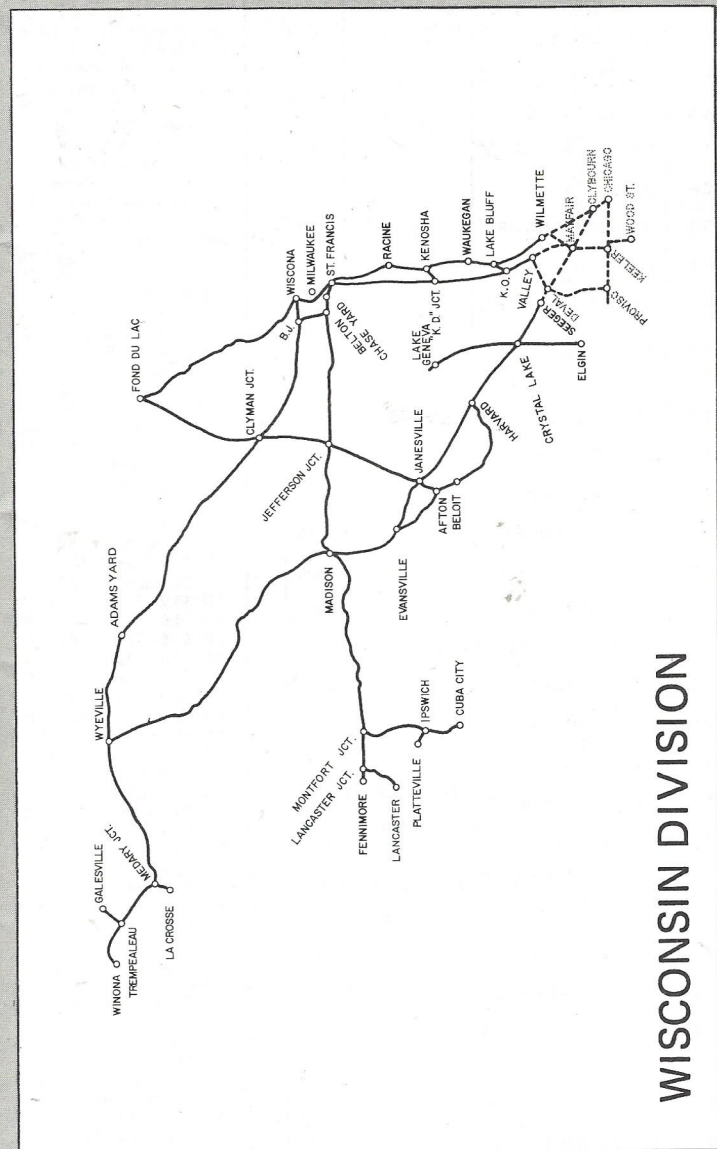 WINONA
GALESVILLE
TREMPEALEAU
MEDARY JCT.
LA CROSSE
WYEVILLE
ADAMS YARD
FOND DU LAC
CLYMAN JCT.
WISCONA
MILWAUKEE
B.J.
ST. FRANCIS
BELTON
CHASE YARD
JEFFERSON JCT.
MADISON
MONTFORT JCT.
LANCASTER JCT.
FENNIMORE
LANCASTER
PLATTEVILLE
IPSWICH
CUBA CITY
EVANSVILLE
JANESVILLE
AFTON
BELOIT
RACINE
KENOSHA
"K. D." JCT.
LAKE
GENEVA
WAUKEGAN
LAKE BLUFF
K.O.
HARVARD
CRYSTAL LAKE
ELGIN
WILMETTE
VALLEY
SEEGER
DEVAL
MAYFAIR
CLYBOURN
CHICAGO
KEELER
PROVISO
WOOD ST.
WISCONSIN DIVISION